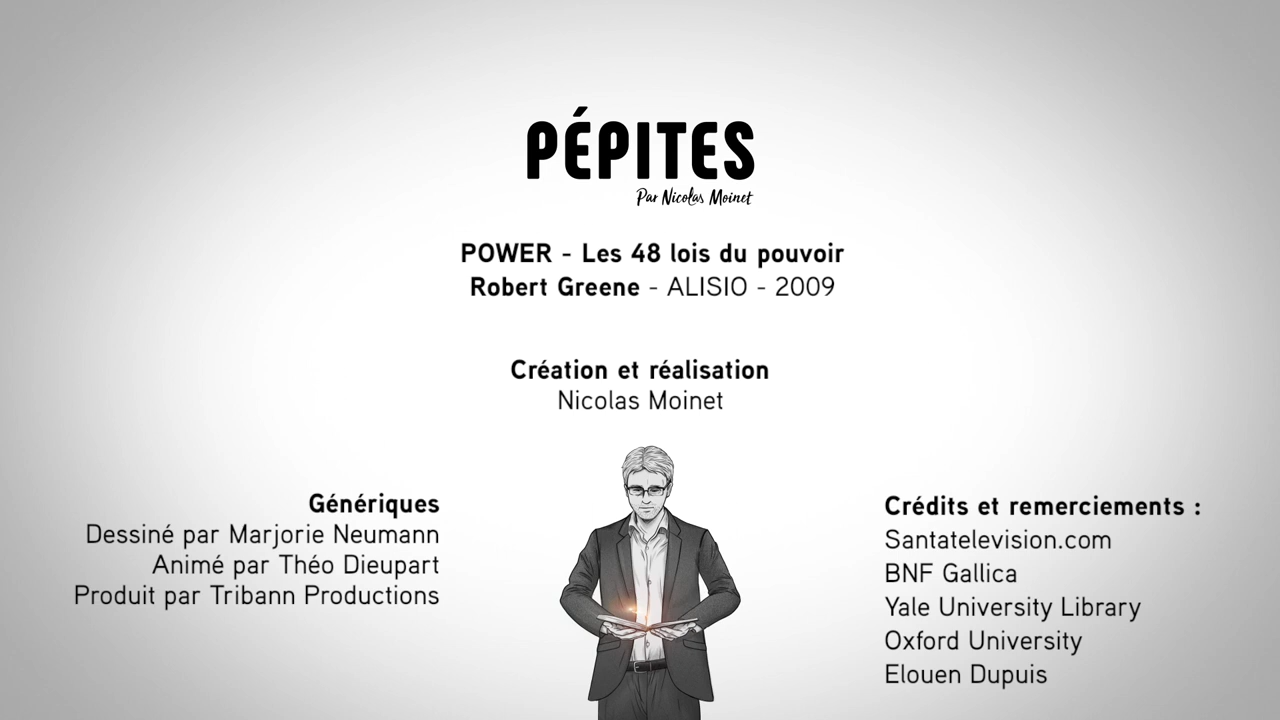 PÉPITES
Par Nicolas Moinet
POWER - Les 48 lois du pouvoir
Robert Greene - ALISIO - 2009
Création et réalisation
Nicolas Moinet
Génériques
Dessiné par Marjorie Neumann
Animé par Théo Dieupart
Produit par Tribann Productions
Crédits et remerciements :
Santatelevision.com
BNF Gallica
Yale University Library
Oxford University
Elouen Dupuis